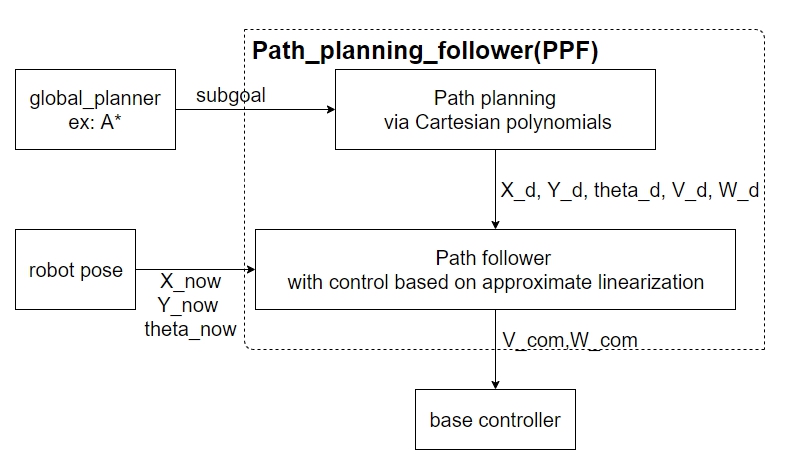 Path_planning_follower(PPF)
global_planner
ex: A*
subgoal
Path planning
via Cartesian polynomials
X_d, Y_d, theta_d, V_d, W_d
robot pose
X_now
Y_now
theta_now
Path follower
with control based on approximate linearization
V_com,W_com
base controller